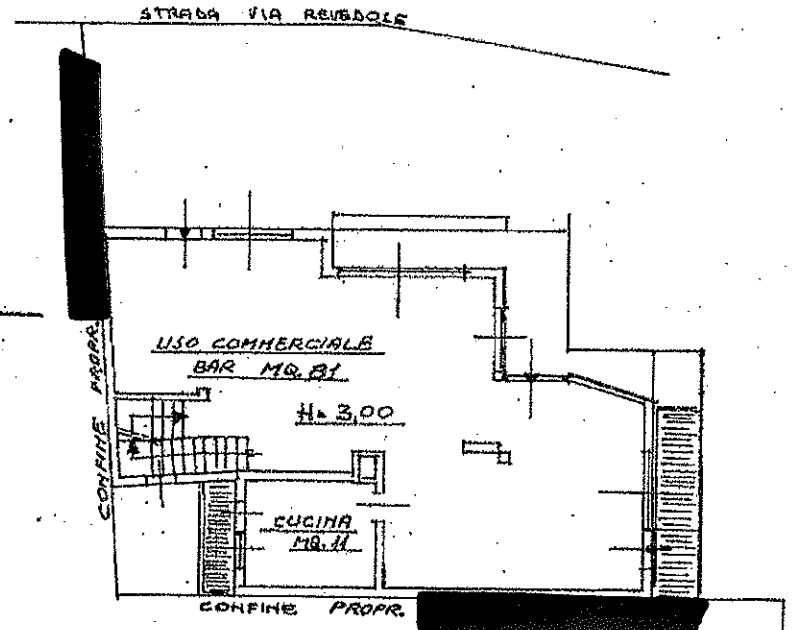 STRADA VIA REVEDOLE
USO COMMERCIALE
BAR MQ. 81
H= 3,00
CONFINE PROPR.
CUCINA
MQ. 11
CONFINE PROPR.